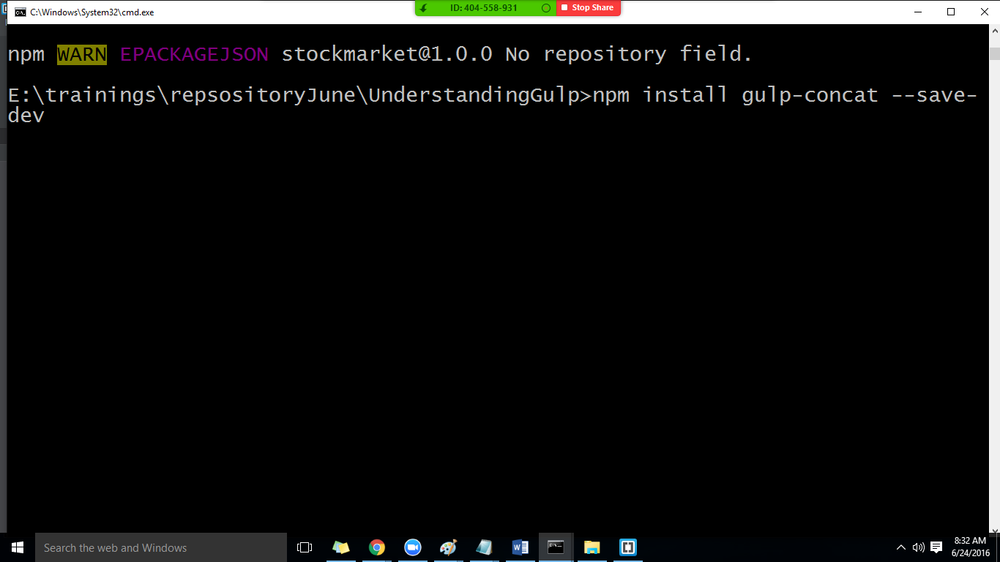 C:\Windows\System32\cmd.exe
ID: 404-558-931
Stop Share
npm WARN EPACKAGEJSON stockmarket@1.0.0 No repository field.
E:\trainings\repsositoryJune\UnderstandingGulp>npm install gulp-concat --save-
dev
Search the web and Windows
8:32 AM
6/24/2016